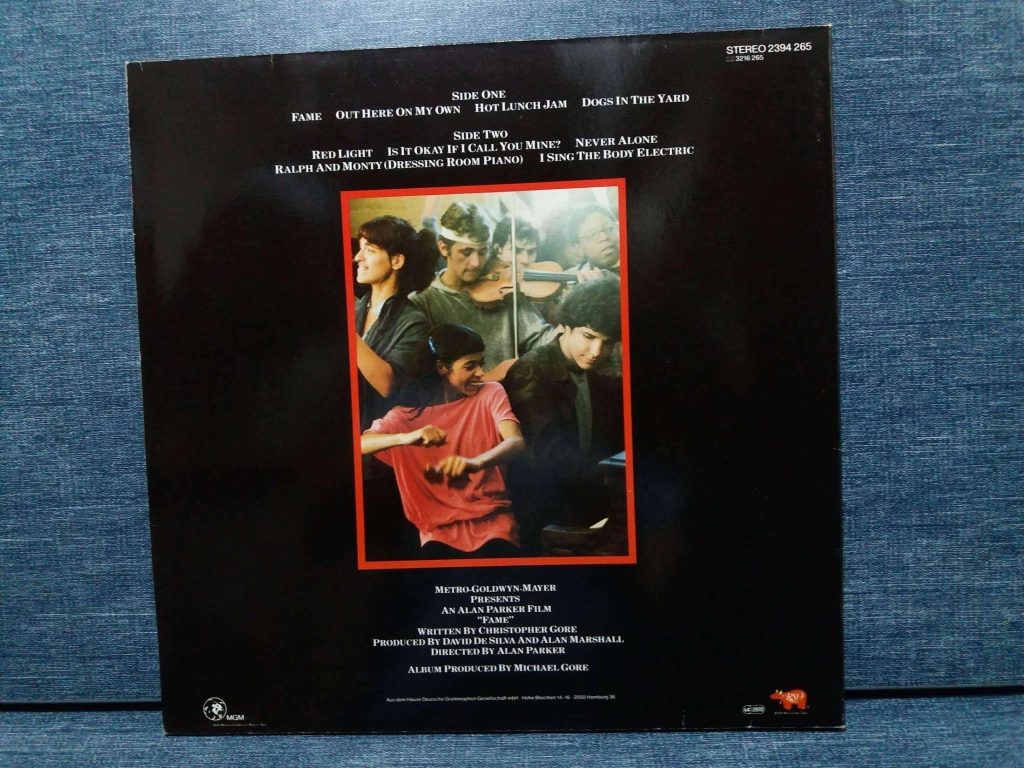 STEREO 2394 265
3216 265
SIDE ONE
FAME OUT HERE ON MY OWN HOT LUNCH JAM DOGS IN THE YARD
SIDE TWO
RED LIGHT IS IT OKAY IF I CALL YOU MINE? NEVER ALONE
RALPH AND MONTY (DRESSING ROOM PIANO) I SING THE BODY ELECTRIC
METRO-GOLDWYN-MAYER
PRESENTS
AN ALAN PARKER FILM
"FAME"
WRITTEN BY CHRISTOPHER GORE
PRODUCED BY DAVID DE SILVA AND ALAN MARSHALL
DIRECTED BY ALAN PARKER
ALBUM PRODUCED BY MICHAEL GORE
Aus dem Hause Deutsche Grammophon Gesellschaft mbH · Hohe Bleichen 14-16 · 2000 Hamburg 36
MGM
RSO